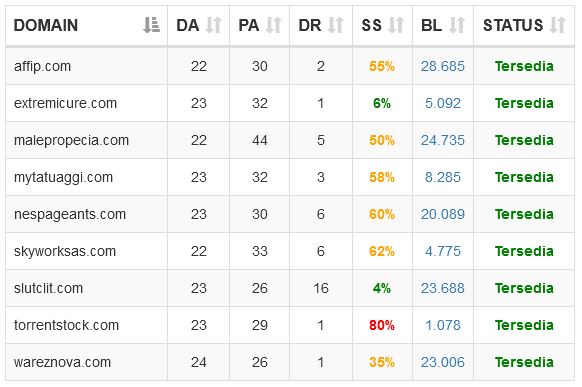 DOMAIN DA PA DR SS BL STATUS
affip.com 22 30 2 55% 28.685 Tersedia
extremicure.com 23 32 1 6% 5.092 Tersedia
malepropecia.com 22 44 5 50% 24.735 Tersedia
mytatuaggi.com 23 32 3 58% 8.285 Tersedia
nespageants.com 23 30 6 60% 20.089 Tersedia
skyworksas.com 22 33 6 62% 4.775 Tersedia
slutclit.com 23 26 16 4% 23.688 Tersedia
torrentstock.com 23 29 1 80% 1.078 Tersedia
wareznova.com 24 26 1 35% 23.006 Tersedia